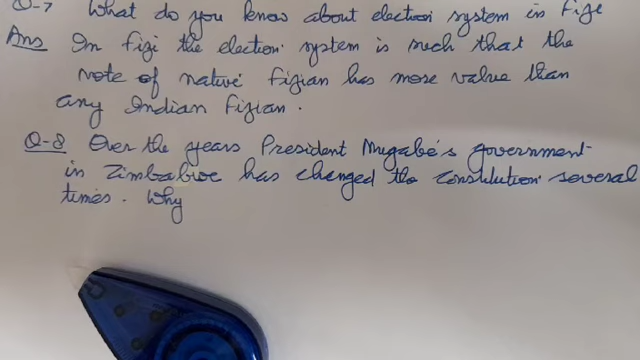 Q-7 What do you know about election system in Fiji
Ans In Fiji the election system is such that the
vote of native Fijian has more value than
any Indian Fijian.
Q-8 Over the years President Mugabe's government
in Zimbabwe has changed the constitution several
times. Why